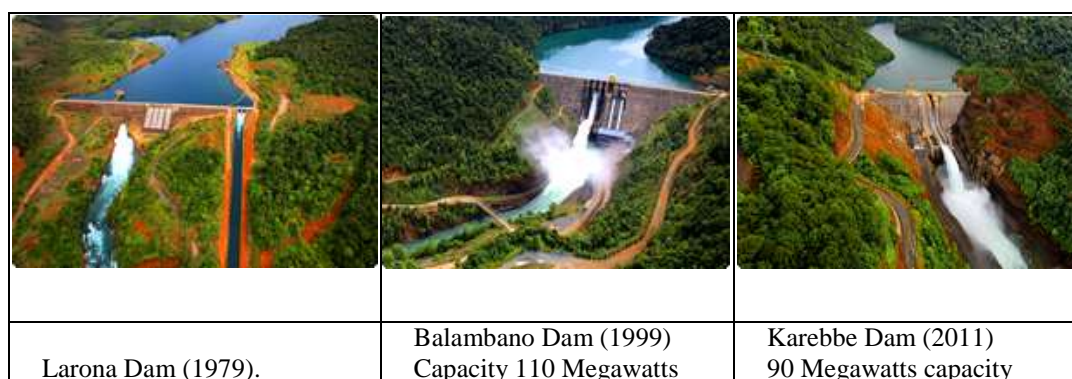 Larona Dam (1979).
Balambano Dam (1999)
Capacity 110 Megawatts
Karebbe Dam (2011)
90 Megawatts capacity